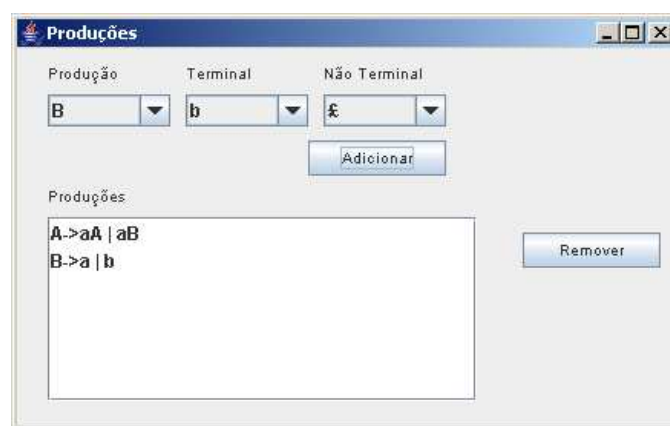 Produções
Produção Terminal Não Terminal
B b £
Adicionar
Produções
A->aA | aB
B->a | b
Remover